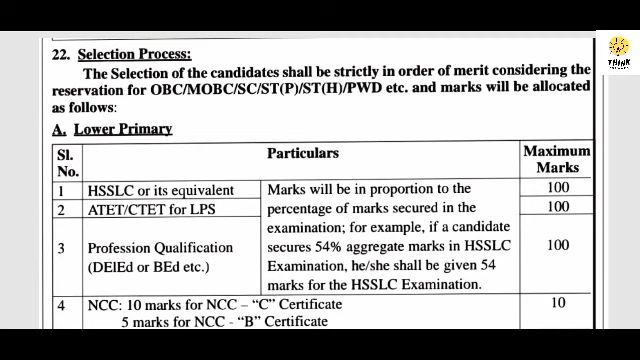 22. Selection Process:
The Selection of the candidates shall be strictly in order of merit considering the
reservation for OBC/MOBC/SC/ST(P)/ST(H)/PWD etc. and marks will be allocated
as follows:
A. Lower Primary
Sl. No.
Particulars
Maximum Marks
1 HSSLC or its equivalent
100
2 ATET/CTET for LPS
100
3 Profession Qualification
(DElEd or BEd etc.)
100
Marks will be in proportion to the
percentage of marks secured in the
examination; for example, if a candidate
secures 54% aggregate marks in HSSLC
Examination, he/she shall be given 54
marks for the HSSLC Examination.
4 NCC: 10 marks for NCC – “C” Certificate
5 marks for NCC - “B” Certificate
10
THINK